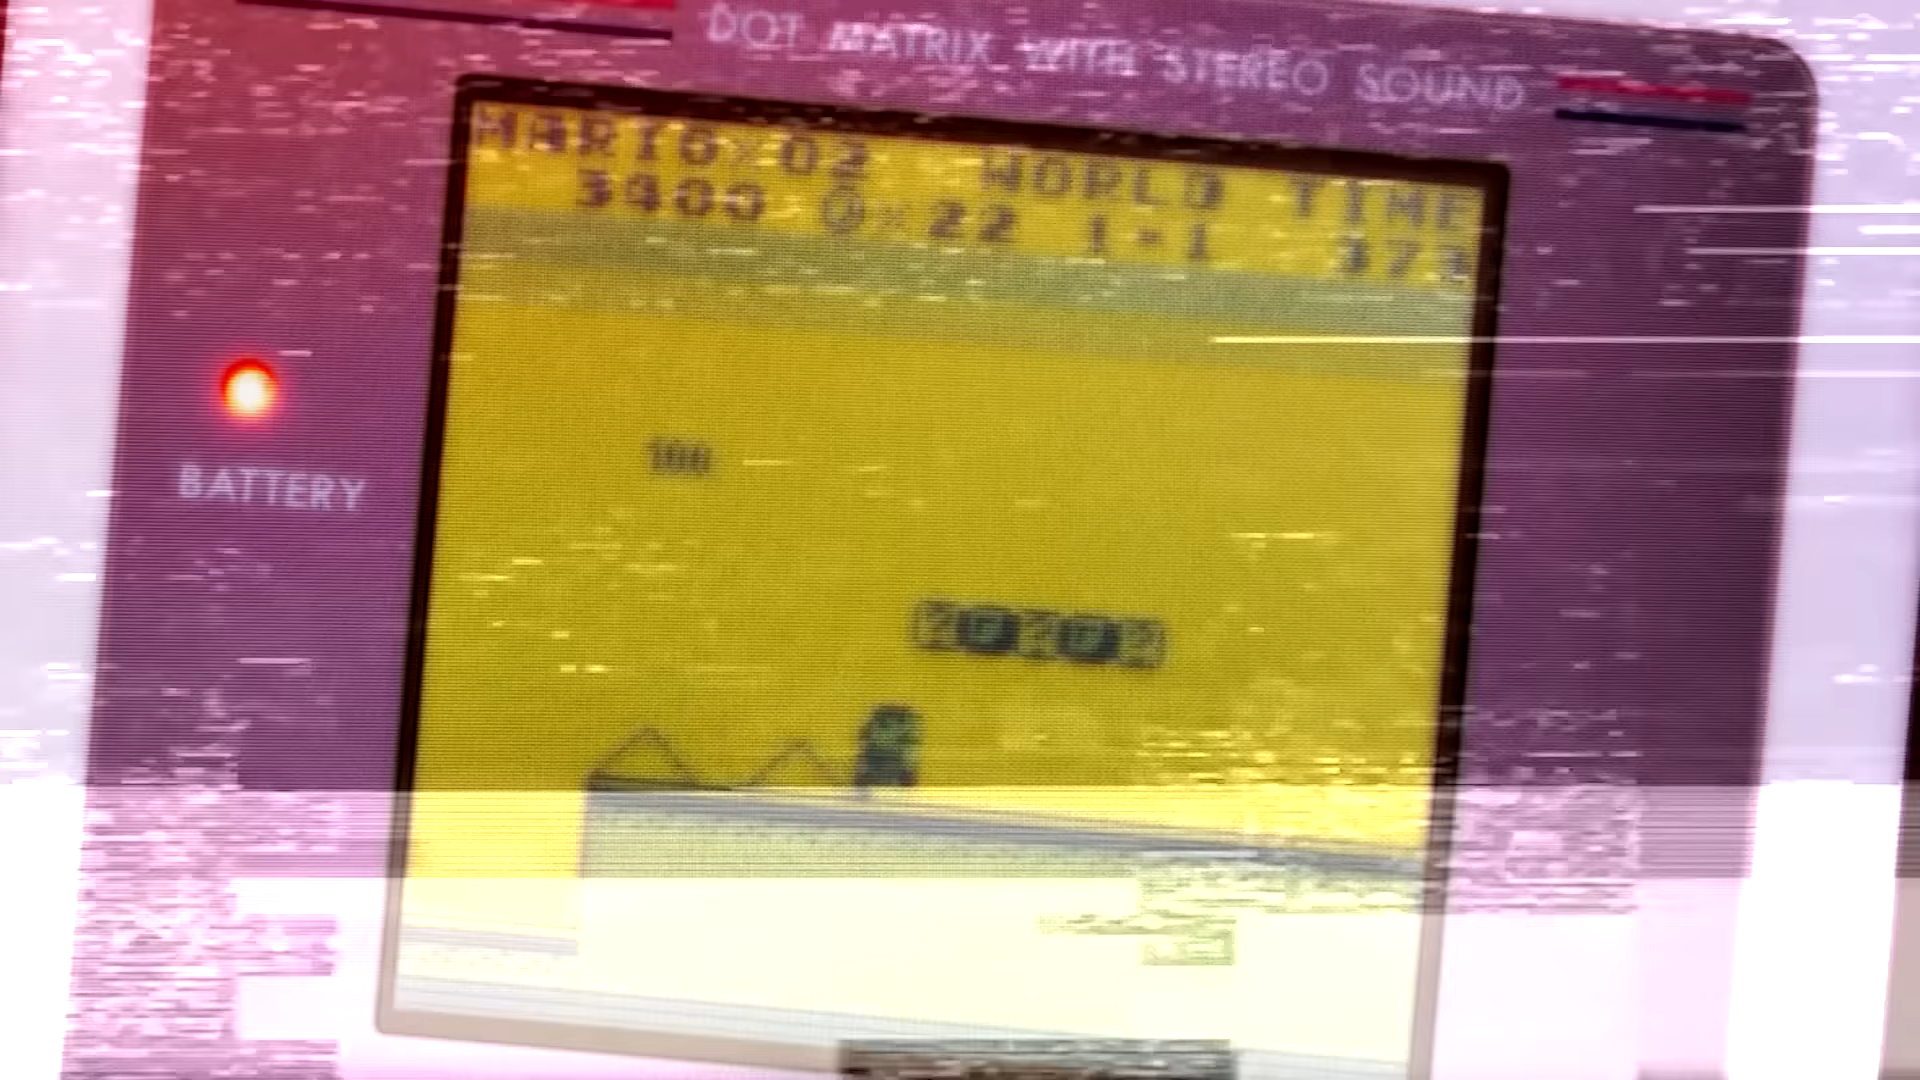 DOT MATRIX WITH STEREO SOUND
MARIO×02 WORLD TIME
3400 ×22 1-1 373
100
BATTERY